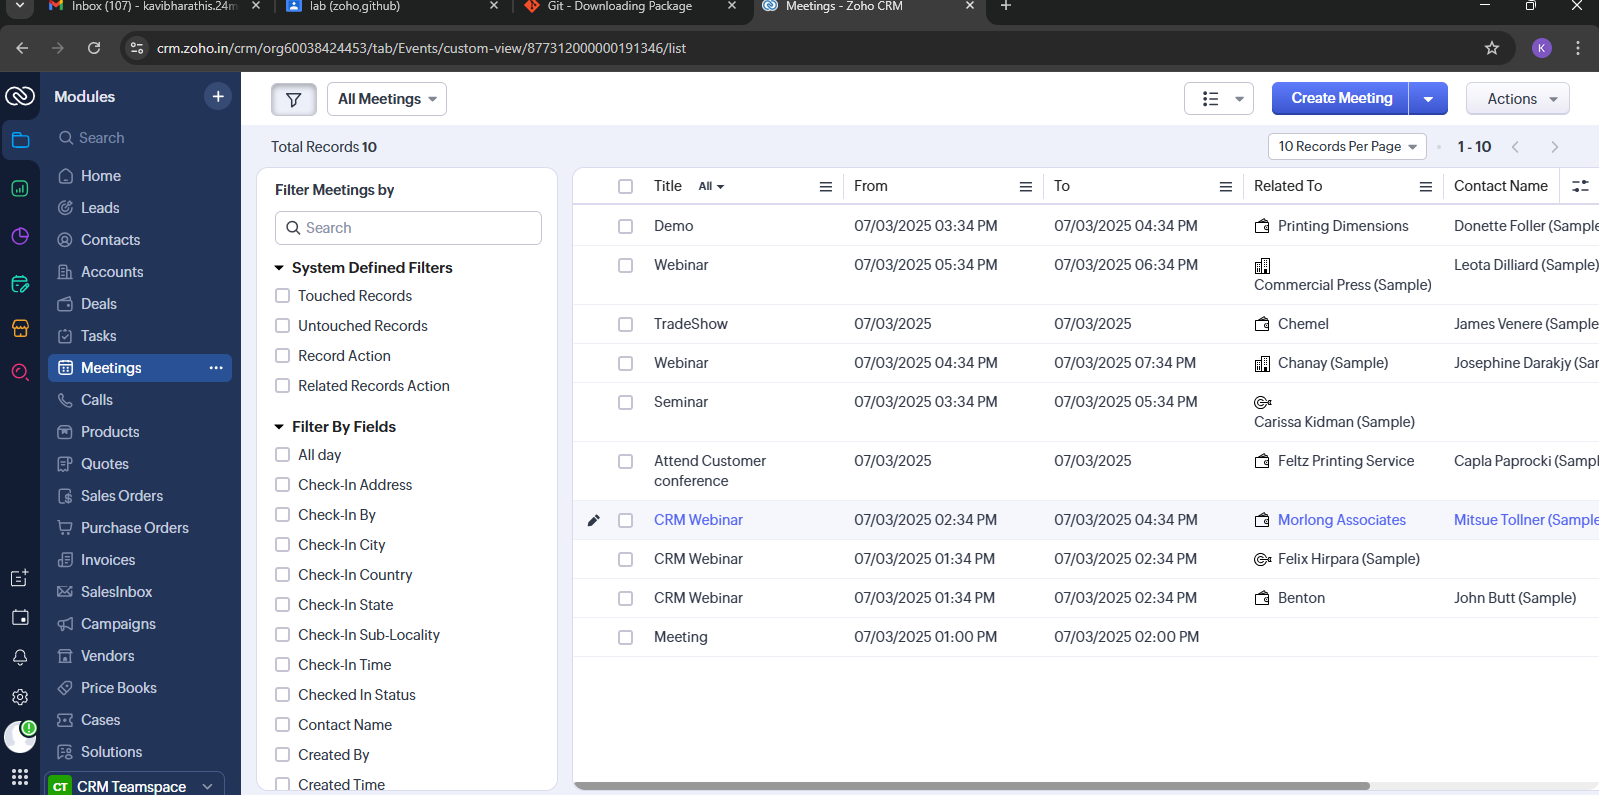 Inbox (107) - kavibharathis.24m
lab (zoho,github)
Git - Downloading Package
Meetings - Zoho CRM
crm.zoho.in/crm/org60038424453/tab/Events/custom-view/877312000000191346/list
K
Modules
Search
Home
Leads
Contacts
Accounts
Deals
Tasks
Meetings
Calls
Products
Quotes
Sales Orders
Purchase Orders
Invoices
SalesInbox
Campaigns
Vendors
Price Books
Cases
Solutions
CT CRM Teamspace
All Meetings
Create Meeting
Actions
Total Records 10
10 Records Per Page
1 - 10
Filter Meetings by
Search
System Defined Filters
Touched Records
Untouched Records
Record Action
Related Records Action
Filter By Fields
All day
Check-In Address
Check-In By
Check-In City
Check-In Country
Check-In State
Check-In Sub-Locality
Check-In Time
Checked In Status
Contact Name
Created By
Created Time
Title All From To Related To Contact Name
Demo 07/03/2025 03:34 PM 07/03/2025 04:34 PM Printing Dimensions Donette Foller (Sample
Webinar 07/03/2025 05:34 PM 07/03/2025 06:34 PM Commercial Press (Sample) Leota Dilliard (Sample)
TradeShow 07/03/2025 07/03/2025 Chemel James Venere (Sample
Webinar 07/03/2025 04:34 PM 07/03/2025 07:34 PM Chanay (Sample) Josephine Darakjy (Sar
Seminar 07/03/2025 03:34 PM 07/03/2025 05:34 PM Carissa Kidman (Sample)
Attend Customer conference 07/03/2025 07/03/2025 Feltz Printing Service Capla Paprocki (Sampl
CRM Webinar 07/03/2025 02:34 PM 07/03/2025 04:34 PM Morlong Associates Mitsue Tollner (Sample
CRM Webinar 07/03/2025 01:34 PM 07/03/2025 02:34 PM Felix Hirpara (Sample)
CRM Webinar 07/03/2025 01:34 PM 07/03/2025 02:34 PM Benton John Butt (Sample)
Meeting 07/03/2025 01:00 PM 07/03/2025 02:00 PM